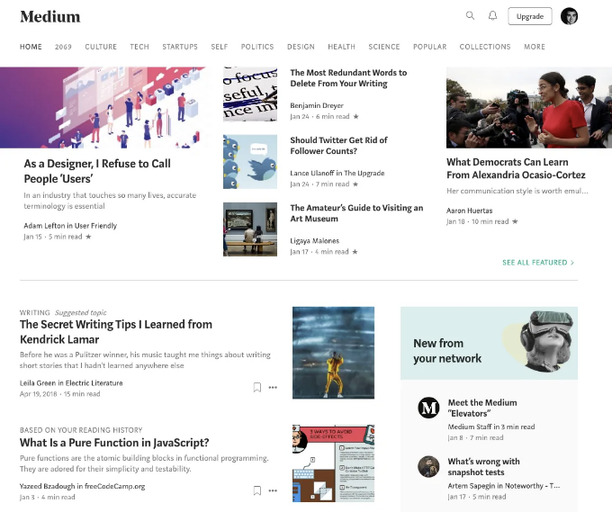 Medium
Upgrade
HOME 2069 CULTURE TECH STARTUPS SELF POLITICS DESIGN HEALTH SCIENCE POPULAR COLLECTIONS MORE
As a Designer, I Refuse to Call
People ‘Users’
In an industry that touches so many lives, accurate
terminology is essential
Adam Lefton in User Friendly
Jan 15 · 5 min read ★
The Most Redundant Words to
Delete From Your Writing
Benjamin Dreyer
Jan 24 · 6 min read ★
Should Twitter Get Rid of
Follower Counts?
Lance Ulanoff in The Upgrade
Jan 24 · 7 min read ★
The Amateur’s Guide to Visiting an
Art Museum
Ligaya Malones
Jan 17 · 4 min read ★
What Democrats Can Learn
From Alexandria Ocasio-Cortez
Her communication style is worth emul...
Aaron Huertas
Jan 18 · 10 min read ★
SEE ALL FEATURED >
WRITING Suggested topic
The Secret Writing Tips I Learned from
Kendrick Lamar
Before he was a Pulitzer winner, his music taught me things about writing
short stories that I hadn’t learned anywhere else
Leila Green in Electric Literature
Apr 19, 2018 · 15 min read
BASED ON YOUR READING HISTORY
What Is a Pure Function in JavaScript?
Pure functions are the atomic building blocks in functional programming.
They are adored for their simplicity and testability.
Yazeed Bzadough in freeCodeCamp.org
Jan 3 · 4 min read
3 WAYS TO AVOID
SIDE EFFECTS
New from
your network
M
Meet the Medium
“Elevators”
Medium Staff in 3 min read
Jan 8 · 7 min read
What’s wrong with
snapshot tests
Artem Sapegin in Noteworthy - T...
Jan 17 · 5 min read